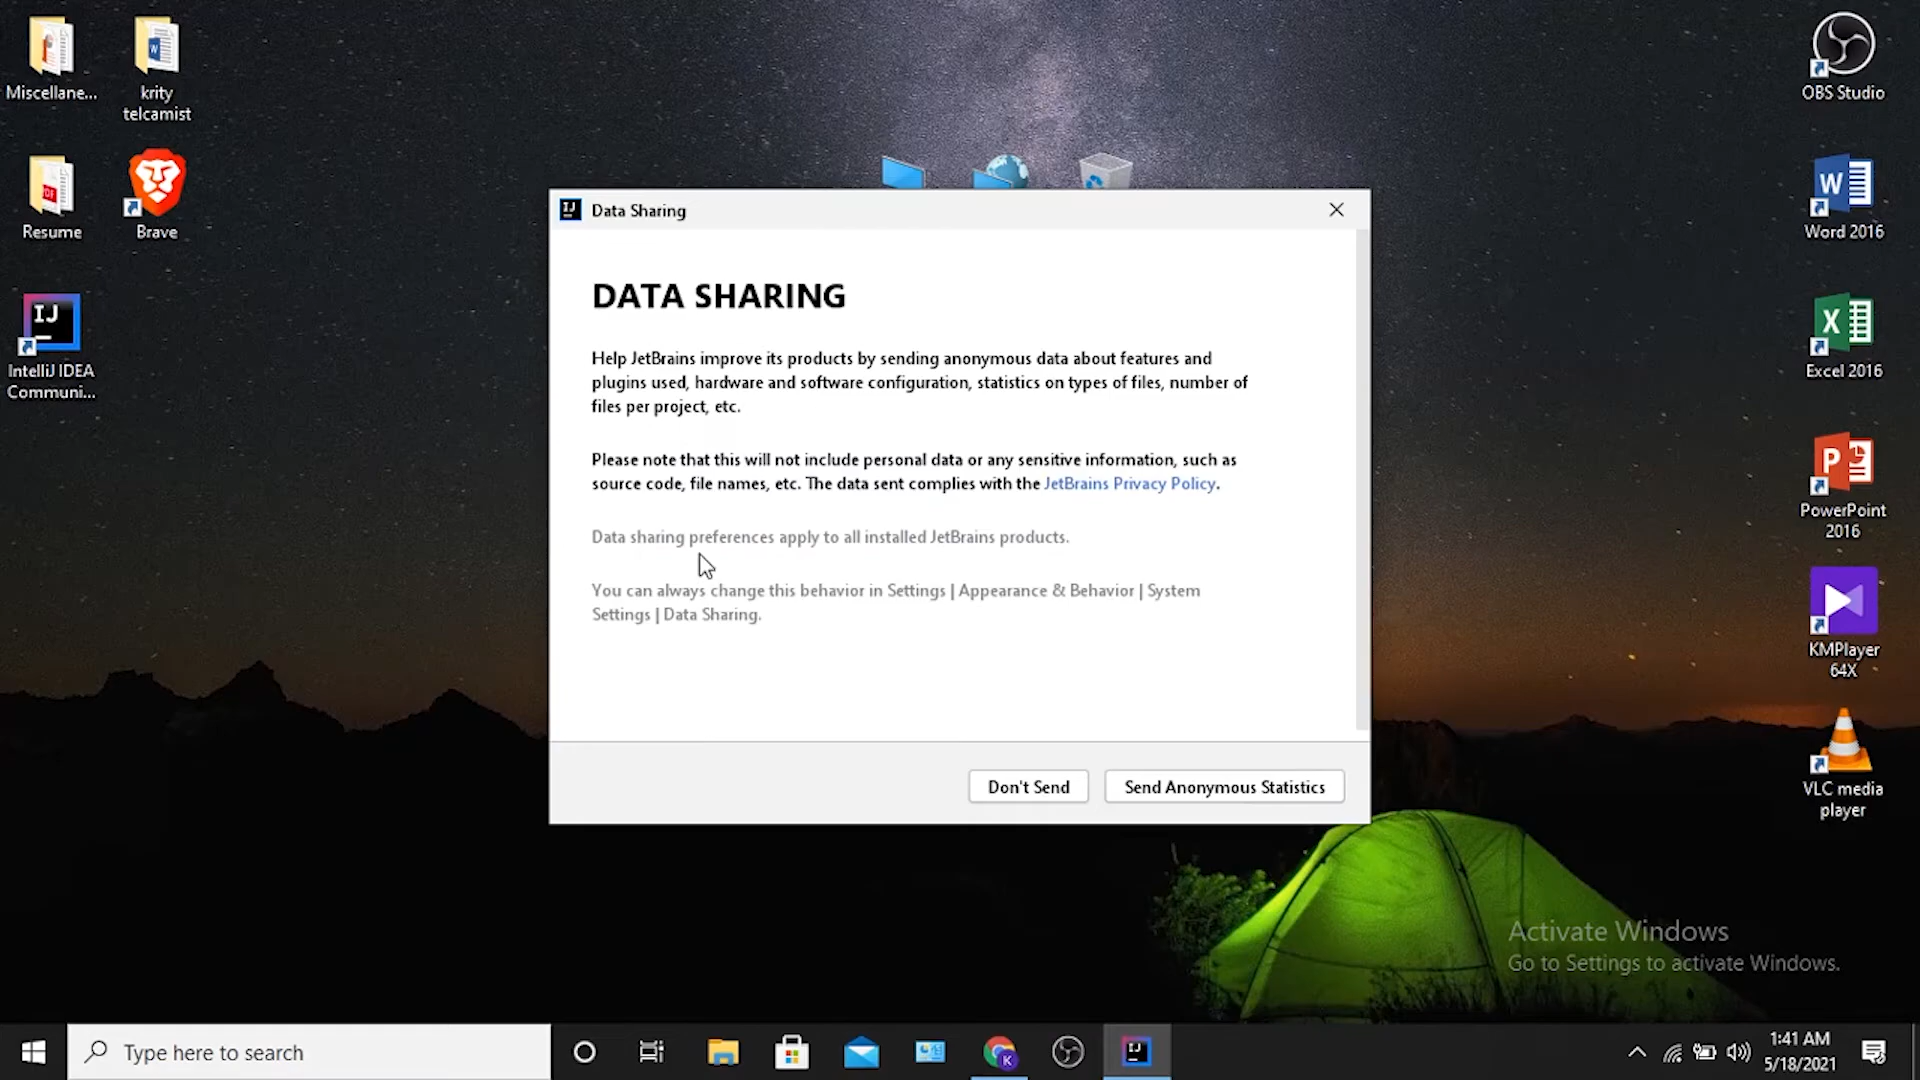 Miscellane...
krity
telcamist
Resume
Brave
IntelliJ IDEA
Communi...
OBS Studio
Word 2016
Excel 2016
PowerPoint
2016
KMPlayer
64X
VLC media
player
Data Sharing
DATA SHARING
Help JetBrains improve its products by sending anonymous data about features and
plugins used, hardware and software configuration, statistics on types of files, number of
files per project, etc.
Please note that this will not include personal data or any sensitive information, such as
source code, file names, etc. The data sent complies with the JetBrains Privacy Policy.
Data sharing preferences apply to all installed JetBrains products.
You can always change this behavior in Settings | Appearance & Behavior | System
Settings | Data Sharing.
Don't Send
Send Anonymous Statistics
Activate Windows
Go to Settings to activate Windows.
Type here to search
1:41 AM
5/18/2021